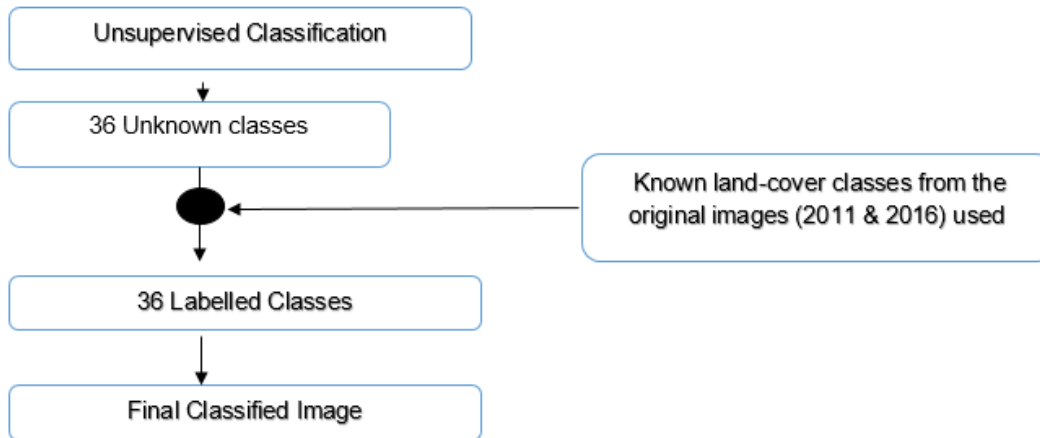 Unsupervised Classification
36 Unknown classes
Known land-cover classes from the
original images (2011 & 2016) used
36 Labelled Classes
Final Classified Image